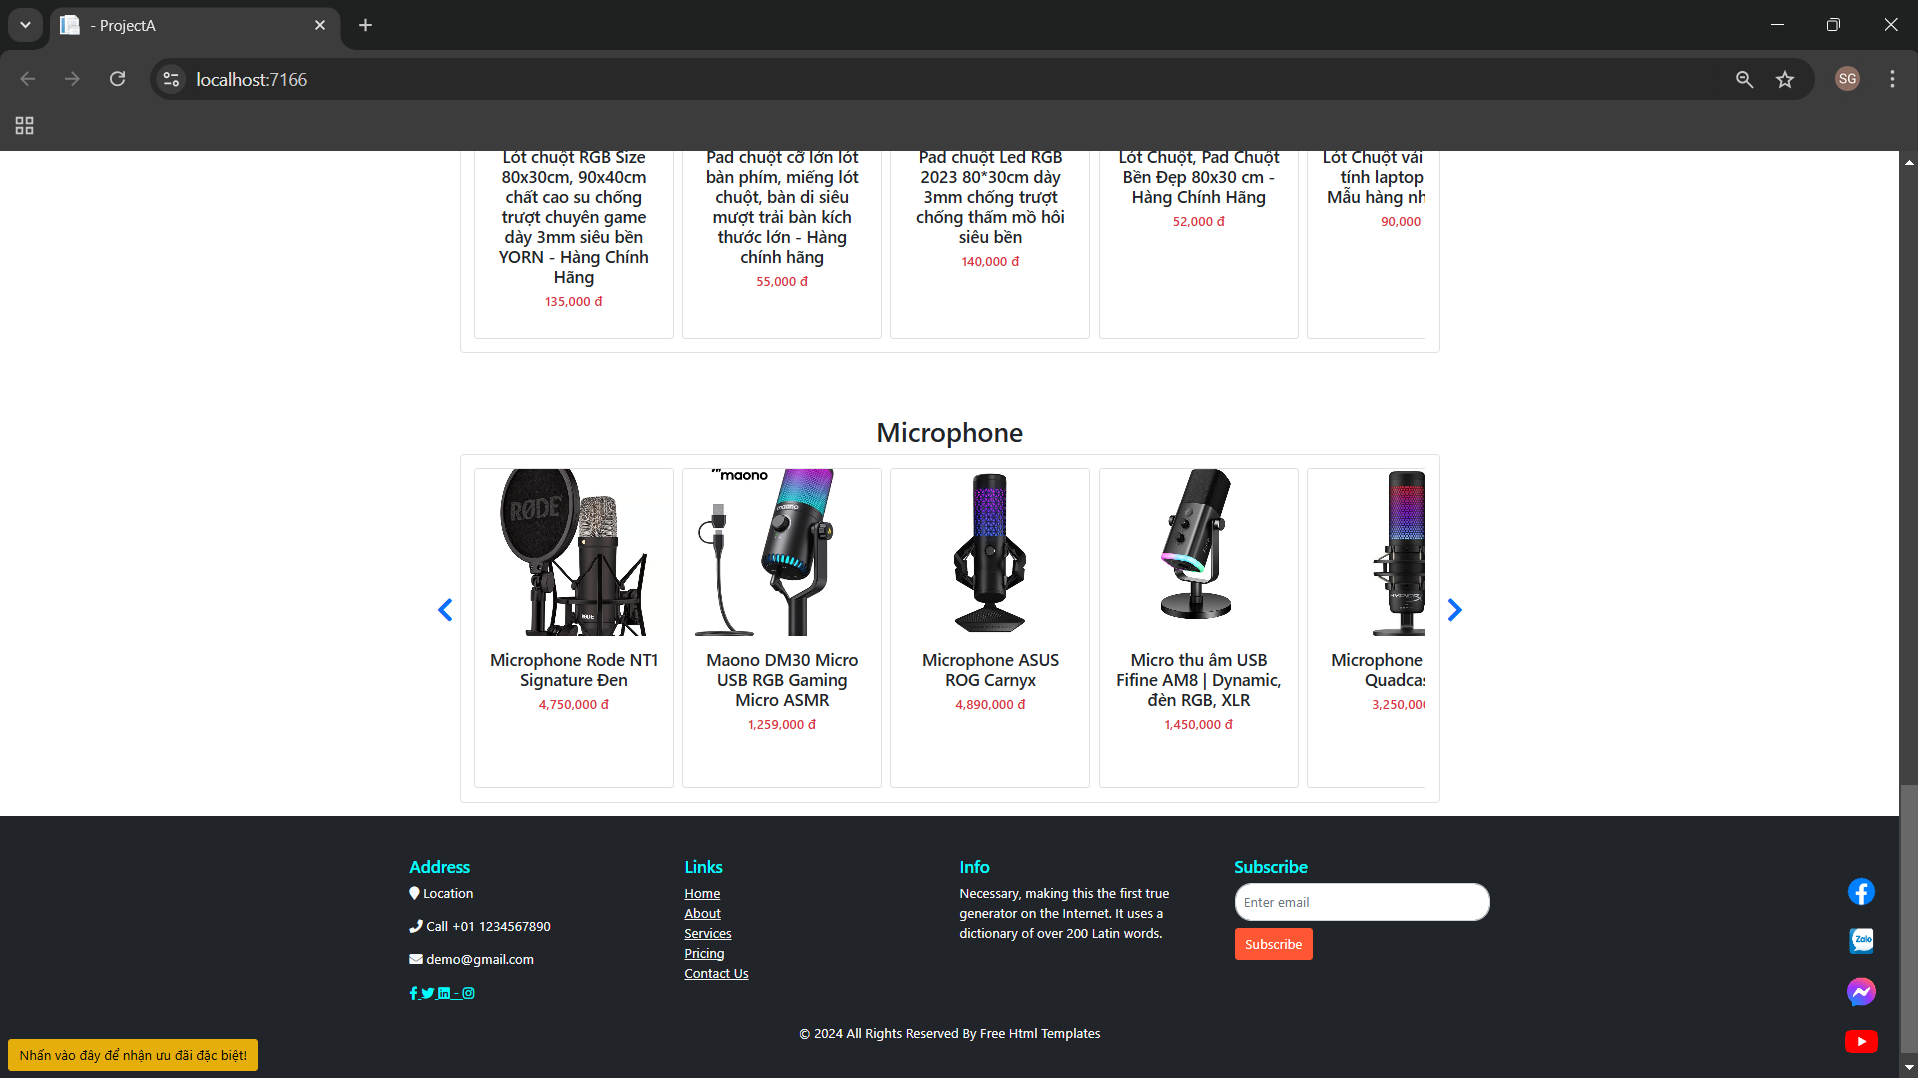 - ProjectA
localhost:7166
SG
Lót chuột RGB Size
80x30cm, 90x40cm
chất cao su chống
trượt chuyên game
dày 3mm siêu bền
YORN - Hàng Chính
Hãng
135,000 đ
Pad chuột cỡ lớn lót
bàn phím, miếng lót
chuột, bàn di siêu
mượt trải bàn kích
thước lớn - Hàng
chính hãng
55,000 đ
Pad chuột Led RGB
2023 80*30cm dày
3mm chống trượt
chống thấm mồ hôi
siêu bền
140,000 đ
Lót Chuột, Pad Chuột
Bền Đẹp 80x30 cm -
Hàng Chính Hãng
52,000 đ
Lót Chuột vải
tính laptop
Mẫu hàng nh
90,000
Microphone
RØDE
RØDE
Microphone Rode NT1
Signature Đen
4,750,000 đ
maono
maono
Maono DM30 Micro
USB RGB Gaming
Micro ASMR
1,259,000 đ
Microphone ASUS
ROG Carnyx
4,890,000 đ
Micro thu âm USB
Fifine AM8 | Dynamic,
đèn RGB, XLR
1,450,000 đ
HYPERX
Microphone
Quadcas
3,250,00
Address
Location
Call +01 1234567890
demo@gmail.com
-
Links
Home
About
Services
Pricing
Contact Us
Info
Necessary, making this the first true
generator on the Internet. It uses a
dictionary of over 200 Latin words.
Subscribe
Enter email
Subscribe
Zalo
© 2024 All Rights Reserved By Free Html Templates
Nhấn vào đây để nhận ưu đãi đặc biệt!